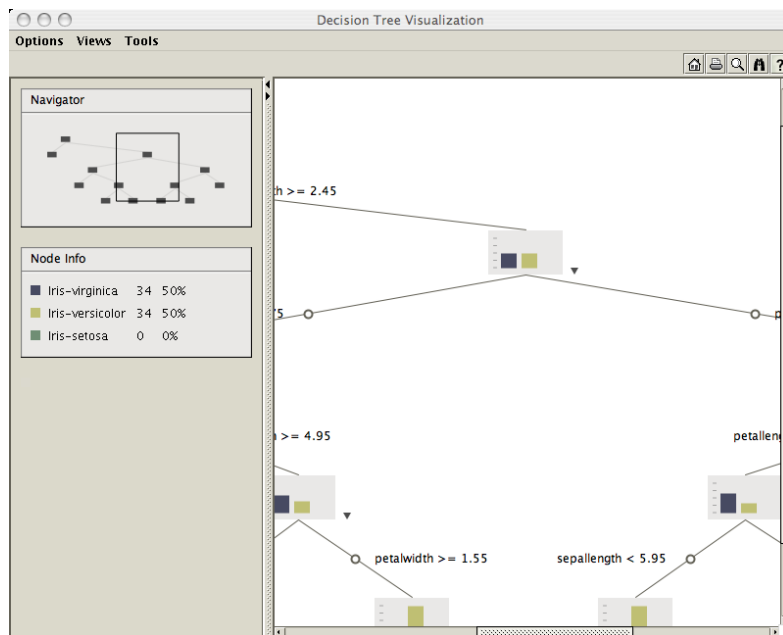 Decision Tree Visualization
Options Views Tools
?
Navigator
Node Info
Iris-virginica 34 50%
Iris-versicolor 34 50%
Iris-setosa 0 0%
>= 2.45
>= 4.95
petallen
petalwidth >= 1.55
sepallength < 5.95